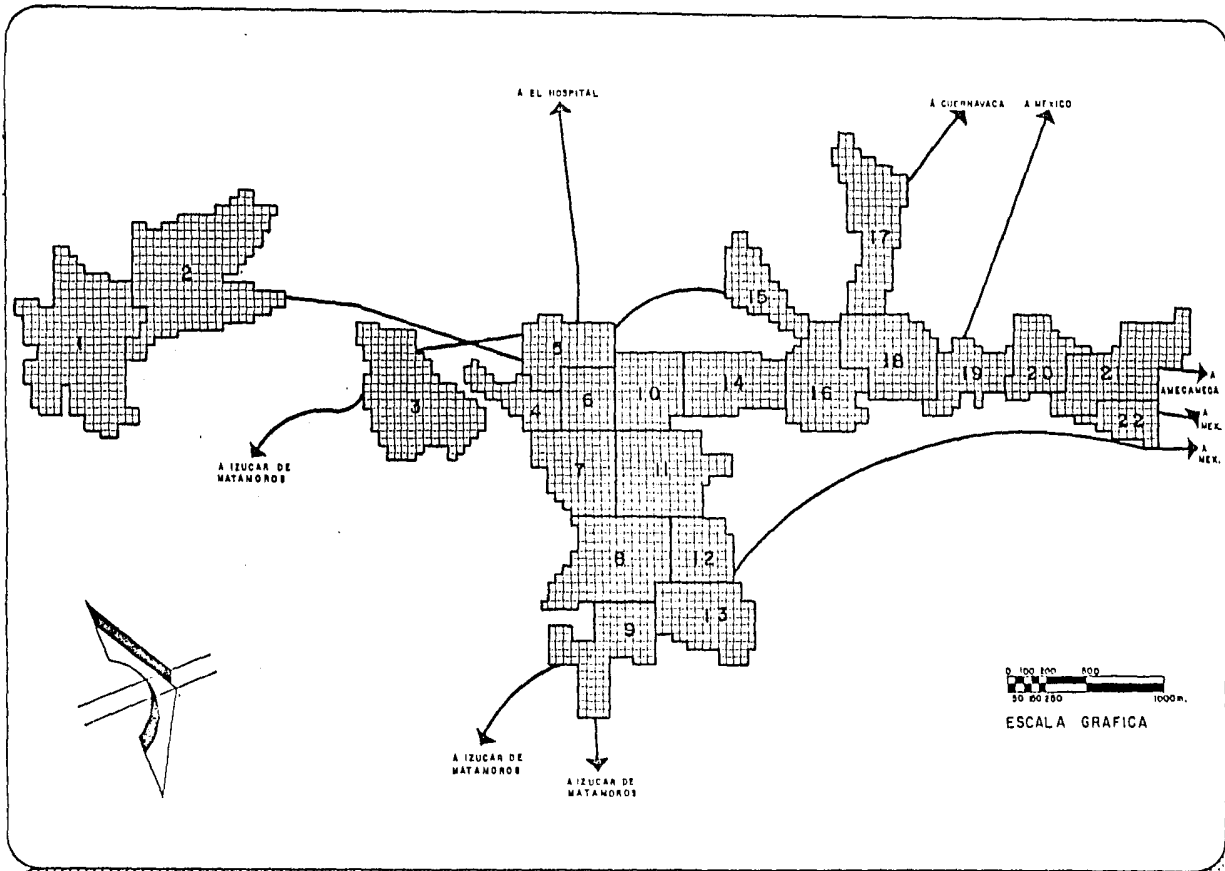 A EL HOSPITAL
A CUERNAVACA
A MEXICO
17
2
15
5
18
1
19
20
2
A
AMECAMECA
3
4
6
10
14
16
22
A
MEX.
A
MEX.
A IZUCAR DE
MATAMOROS
7
11
8
12
13
9
0 100 200 500
50 150 250 1000m.
ESCALA GRAFICA
A IZUCAR DE
MATAMOROS
A IZUCAR DE
MATAMOROS